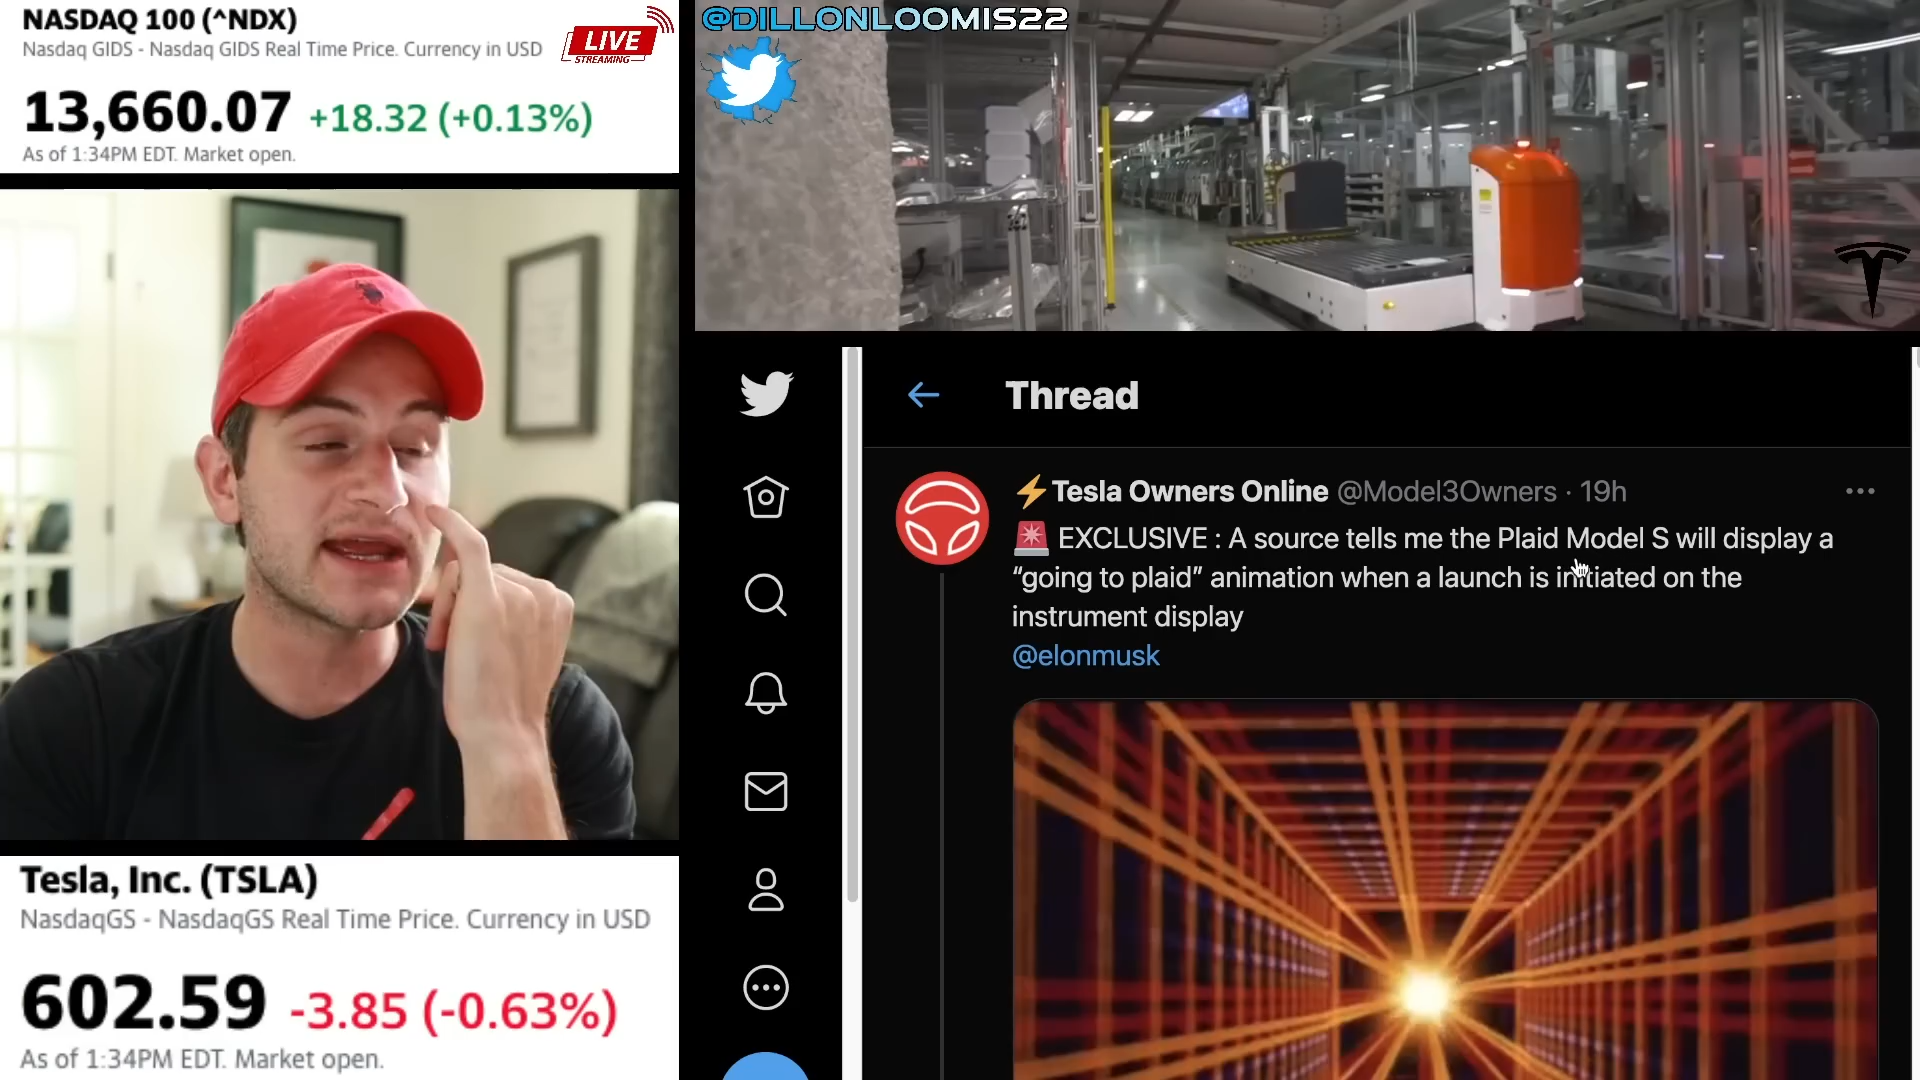 NASDAQ 100 (^NDX)
Nasdaq GIDS - Nasdaq GIDS Real Time Price. Currency in USD
LIVE
STREAMING
13,660.07 +18.32 (+0.13%)
As of 1:34PM EDT. Market open.
@DILLONLOOMIS22
Thread
⚡Tesla Owners Online @Model3Owners · 19h
🚨 EXCLUSIVE : A source tells me the Plaid Model S will display a
“going to plaid” animation when a launch is initiated on the
instrument display
@elonmusk
Tesla, Inc. (TSLA)
NasdaqGS - NasdaqGS Real Time Price. Currency in USD
602.59 -3.85 (-0.63%)
As of 1:34PM EDT. Market open.